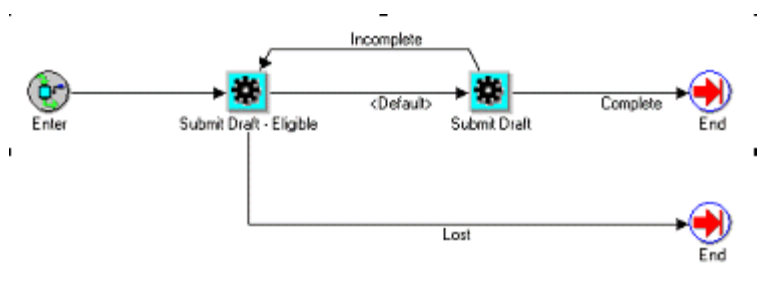 Incomplete
<Default>
Complete
Enter
Submit Draft - Eligible
Submit Draft
End
Lost
End